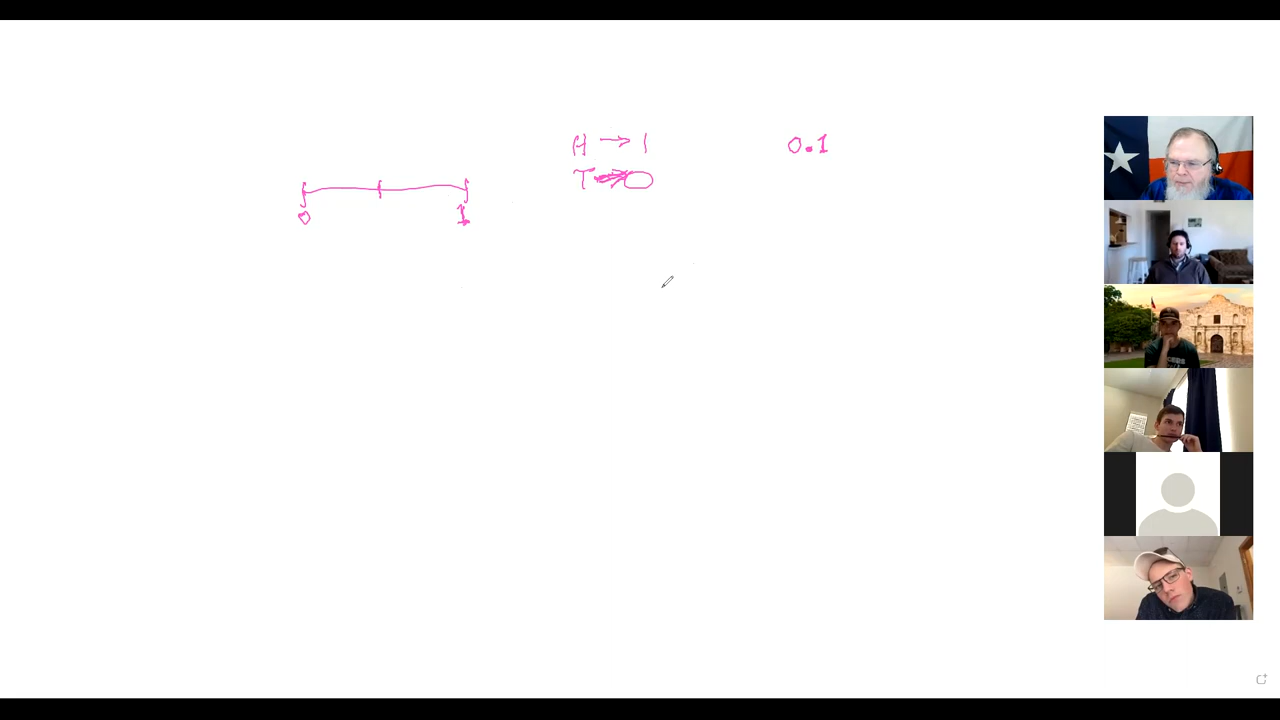 H → 1
0.1
T → 0
0 1